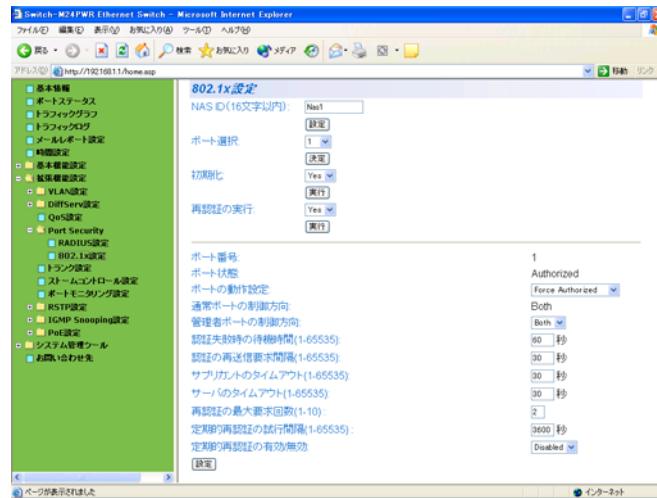 Switch-M24PWR Ethernet Switch - Microsoft Internet Explorer
ファイル(F) 編集(E) 表示(V) お気に入り(A) ツール(T) ヘルプ(H)
戻る 検索 お気に入り メディア
アドレス(D) http://192.168.1.1/home.asp 移動 リンク
基本情報
ポートステータス
トラフィックグラフ
トラフィックログ
メールレポート設定
時間設定
基本機能設定
拡張機能設定
VLAN設定
DiffServ設定
QoS設定
Port Security
RADIUS設定
802.1x設定
トランク設定
ストームコントロール設定
ポートモニタリング設定
RSTP設定
IGMP Snooping設定
PoE設定
システム管理ツール
お問い合わせ先
802.1x設定
NAS ID(16文字以内): Nas1
設定
ポート選択: 1
決定
初期化: Yes
実行
再認証の実行: Yes
実行
ポート番号: 1
ポート状態: Authorized
ポートの動作設定: Force Authorized
通常ポートの制御方向: Both
管理者ポートの制御方向: Both
認証失敗時の待機時間(1-65535): 60 秒
認証の再送信要求間隔(1-65535): 30 秒
サプリカントのタイムアウト(1-65535): 30 秒
サーバのタイムアウト(1-65535): 30 秒
再認証の最大要求回数(1-10): 2
定期的再認証の試行間隔(1-65535): 3600 秒
定期的再認証の有効/無効: Disabled
設定
ページが表示されました インターネット